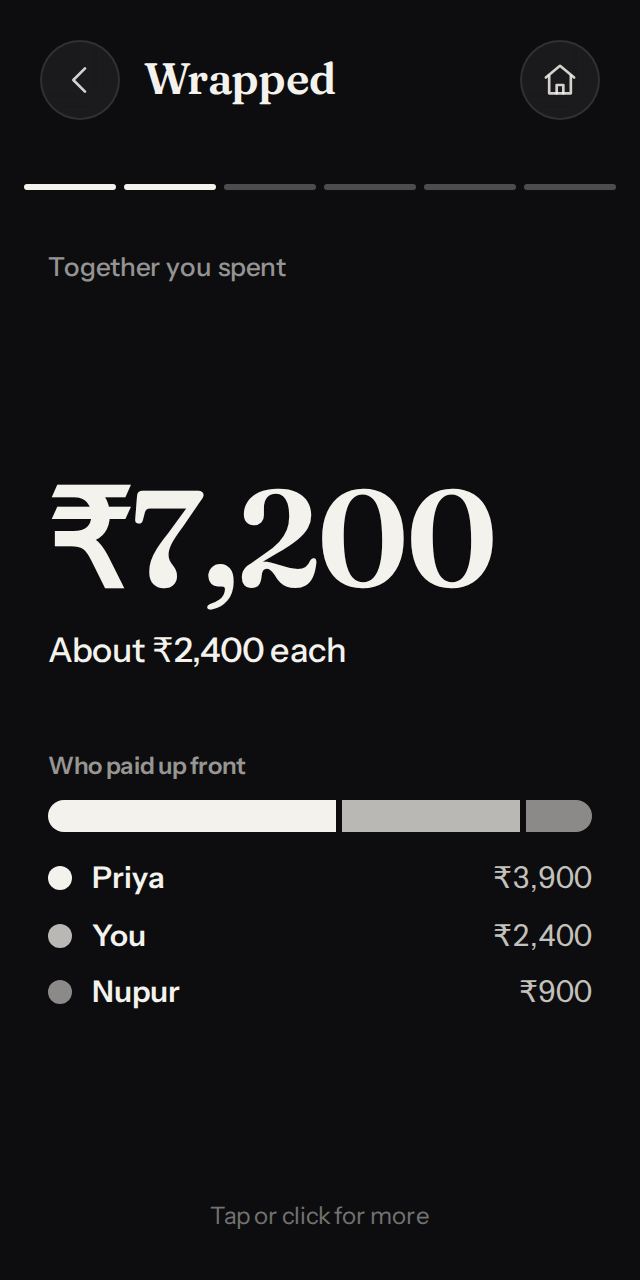 Wrapped
Together you spent
₹7,200
About ₹2,400 each
Who paid up front
Priya ₹3,900
You ₹2,400
Nupur ₹900
Tap or click for more